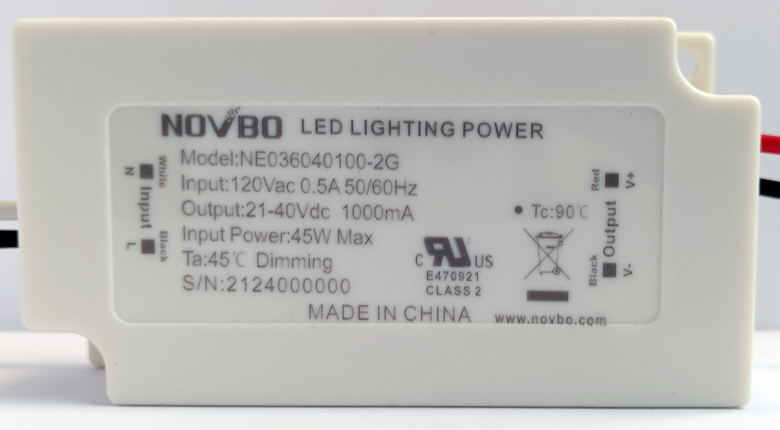 NOVBO LED LIGHTING POWER
Model:NE036040100-2G
Input:120Vac 0.5A 50/60Hz
Output:21-40Vdc 1000mA
Input Power:45W Max
Ta:45℃ Dimming
S/N:2124000000
MADE IN CHINA
www.novbo.com
White
N
Input
Black
L
c RU US
E470921
CLASS 2
• Tc:90℃
Red
V+
Output
Black
V-